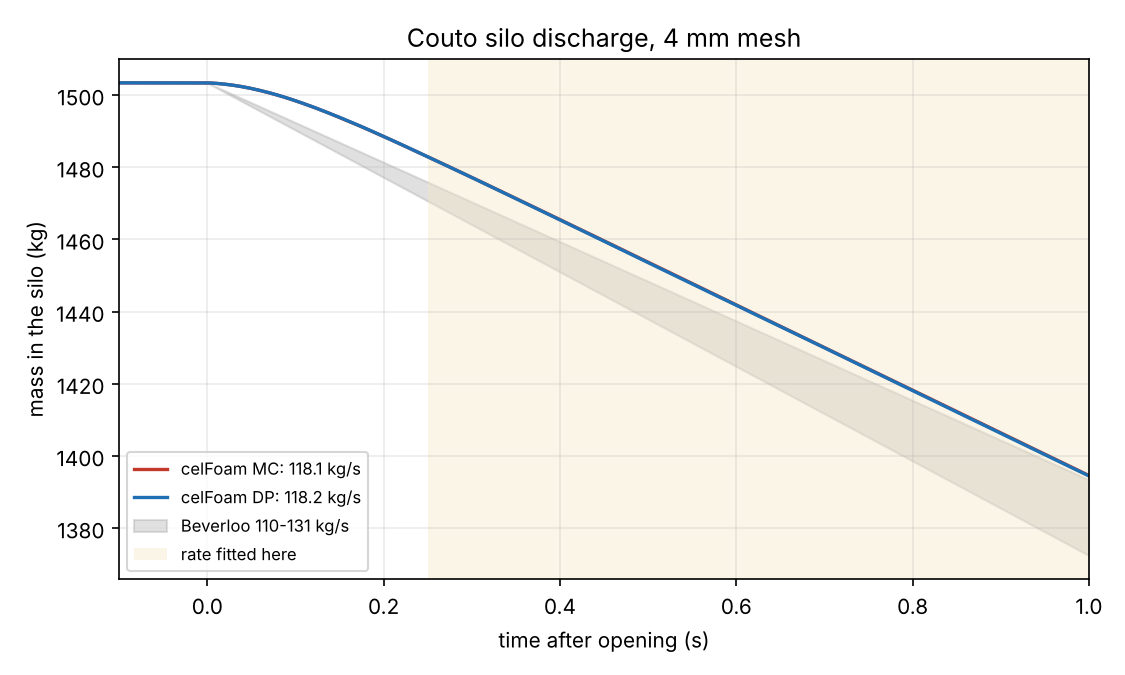 Couto silo discharge, 4 mm mesh
mass in the silo (kg)
1500
1480
1460
1440
1420
1400
1380
celFoam MC: 118.1 kg/s
celFoam DP: 118.2 kg/s
Beverloo 110-131 kg/s
rate fitted here
0.0 0.2 0.4 0.6 0.8 1.0
time after opening (s)